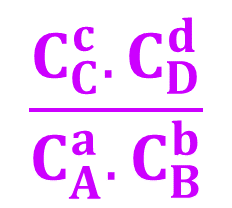 C_C^c . C_D^d
C_A^a . C_B^b